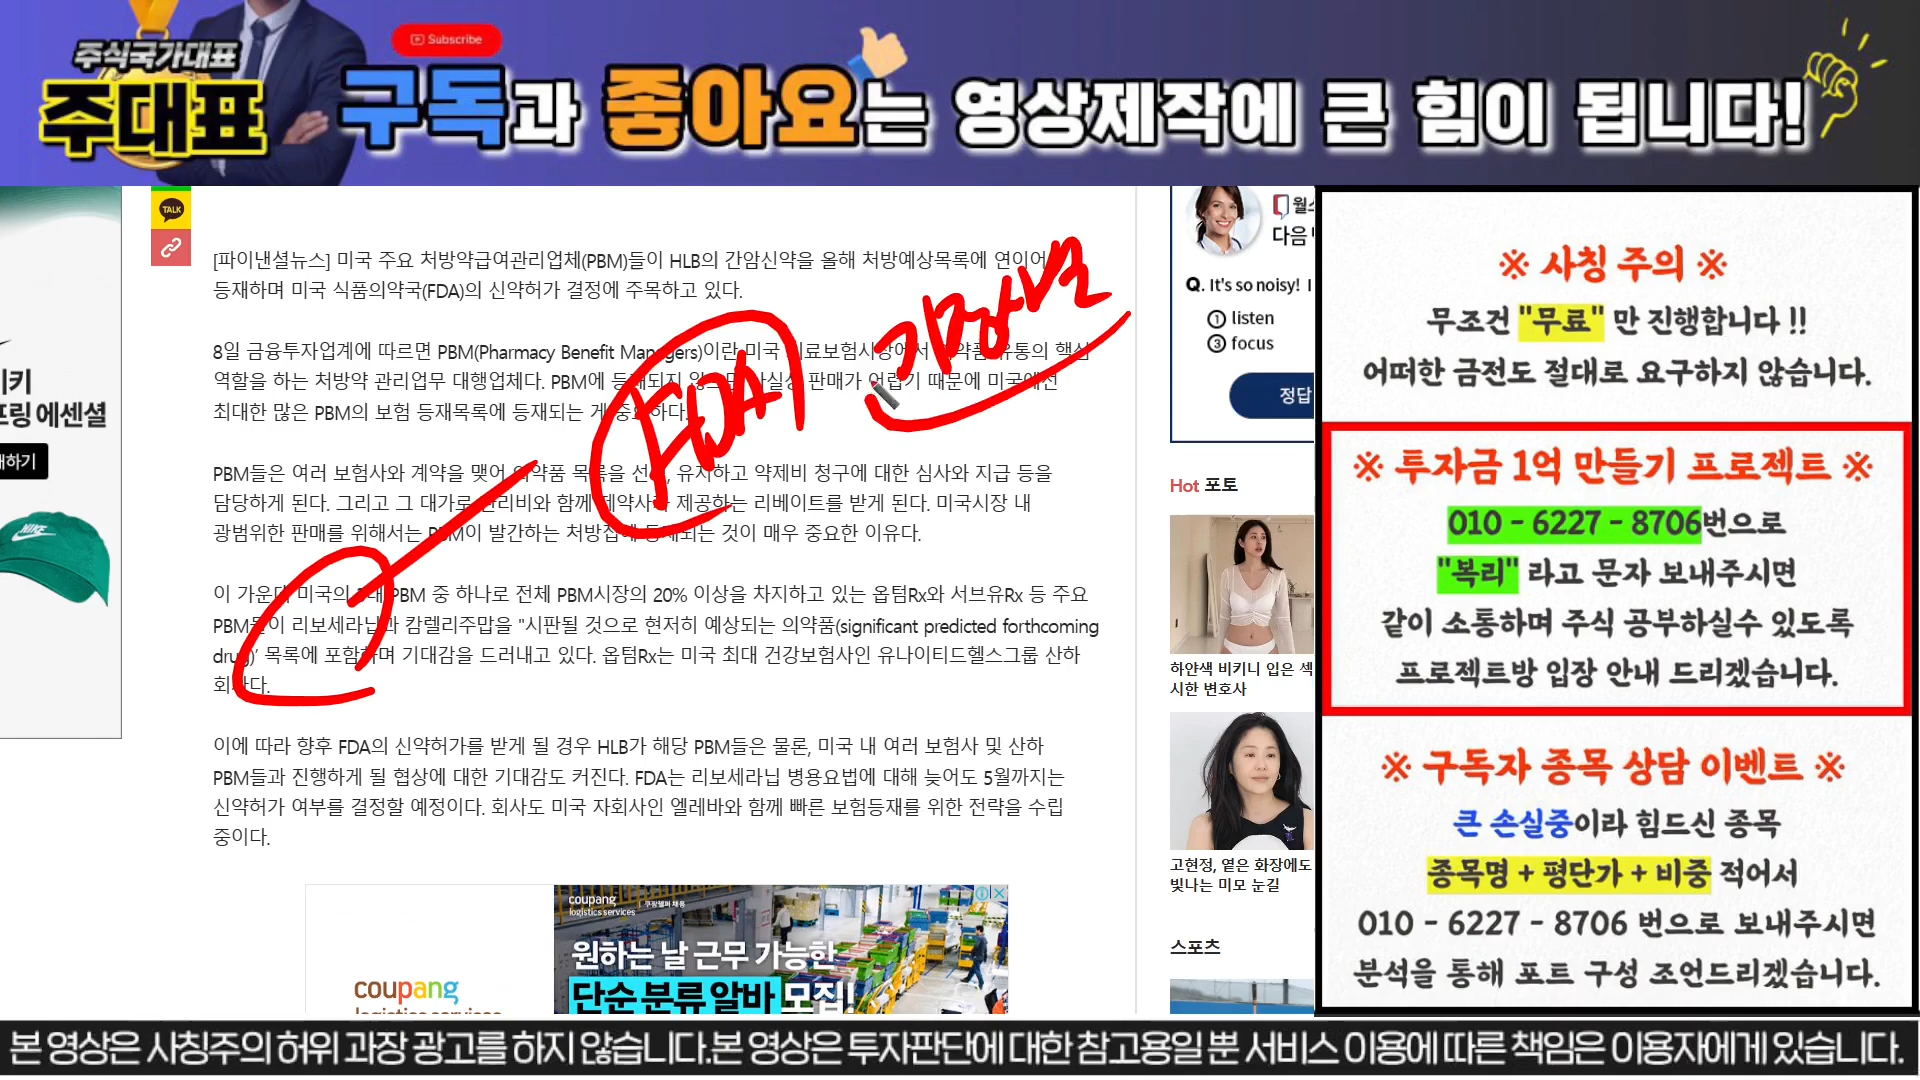 주식국가대표
주대표
Subscribe
구독과 좋아요는 영상제작에 큰 힘이 됩니다!
TALK
[파이낸셜뉴스] 미국 주요 처방약급여관리업체(PBM)들이 HLB의 간암신약을 올해 처방예상목록에 연이어
등재하며 미국 식품의약국(FDA)의 신약허가 결정에 주목하고 있다.
8일 금융투자업계에 따르면 PBM(Pharmacy Benefit Managers)이란 미국 의료보험시장에서 의약품 유통의 핵심
역할을 하는 처방약 관리업무 대행업체다. PBM에 등재되지 않으면 사실상 판매가 어렵기 때문에 미국에선
최대한 많은 PBM의 보험 등재목록에 등재되는 게 중요하다.
PBM들은 여러 보험사와 계약을 맺어 의약품 목록을 선정, 유지하고 약제비 청구에 대한 심사와 지급 등을
담당하게 된다. 그리고 그 대가로 관리비와 함께 제약사가 제공하는 리베이트를 받게 된다. 미국시장 내
광범위한 판매를 위해서는 PBM이 발간하는 처방집에 등재되는 것이 매우 중요한 이유다.
이 가운데 미국의 PBM 중 하나로 전체 PBM시장의 20% 이상을 차지하고 있는 옵텀Rx와 서브유Rx 등 주요
PBM들이 리보세라닙과 캄렐리주맙을 "시판될 것으로 현저히 예상되는 의약품(significant predicted forthcoming
drug)' 목록에 포함하며 기대감을 드러내고 있다. 옵텀Rx는 미국 최대 건강보험사인 유나이티드헬스그룹 산하
회사다.
이에 따라 향후 FDA의 신약허가를 받게 될 경우 HLB가 해당 PBM들은 물론, 미국 내 여러 보험사 및 산하
PBM들과 진행하게 될 협상에 대한 기대감도 커진다. FDA는 리보세라닙 병용요법에 대해 늦어도 5월까지는
신약허가 여부를 결정할 예정이다. 회사도 미국 자회사인 엘레바와 함께 빠른 보험등재를 위한 전략을 수립
중이다.
FDA
에센셜
NIKE
coupang
logistics services
coupang
logistics services
쿠팡헬퍼 채용
원하는 날 근무 가능한
단순 분류 알바 모집!
다음
Q. It's so noisy! I
① listen
③ focus
정답
Hot 포토
하얀색 비키니 입은 섹
시한 변호사
고현정, 옅은 화장에도
빛나는 미모 눈길
스포츠
※ 사칭 주의 ※
무조건 "무료" 만 진행합니다 !!
어떠한 금전도 절대로 요구하지 않습니다.
※ 투자금 1억 만들기 프로젝트 ※
010 - 6227 - 8706번으로
"복리" 라고 문자 보내주시면
같이 소통하며 주식 공부하실수 있도록
프로젝트방 입장 안내 드리겠습니다.
※ 구독자 종목 상담 이벤트 ※
큰 손실중이라 힘드신 종목
종목명 + 평단가 + 비중 적어서
010 - 6227 - 8706 번으로 보내주시면
분석을 통해 포트 구성 조언드리겠습니다.
본 영상은 사칭주의 허위 과장 광고를 하지 않습니다.본 영상은 투자판단에 대한 참고용일 뿐 서비스 이용에 따른 책임은 이용자에게 있습니다.